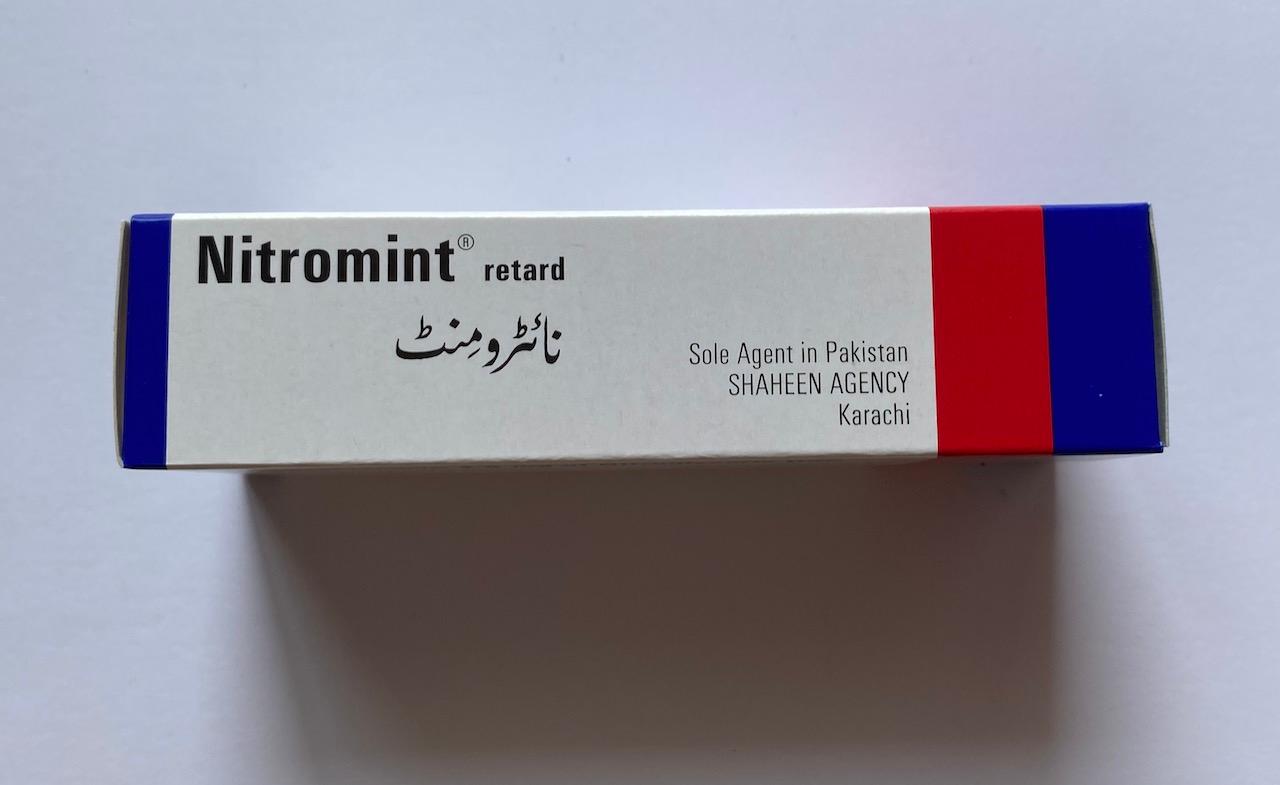 Nitromint® retard
نائٹرومِنٹ
Sole Agent in Pakistan
SHAHEEN AGENCY
Karachi